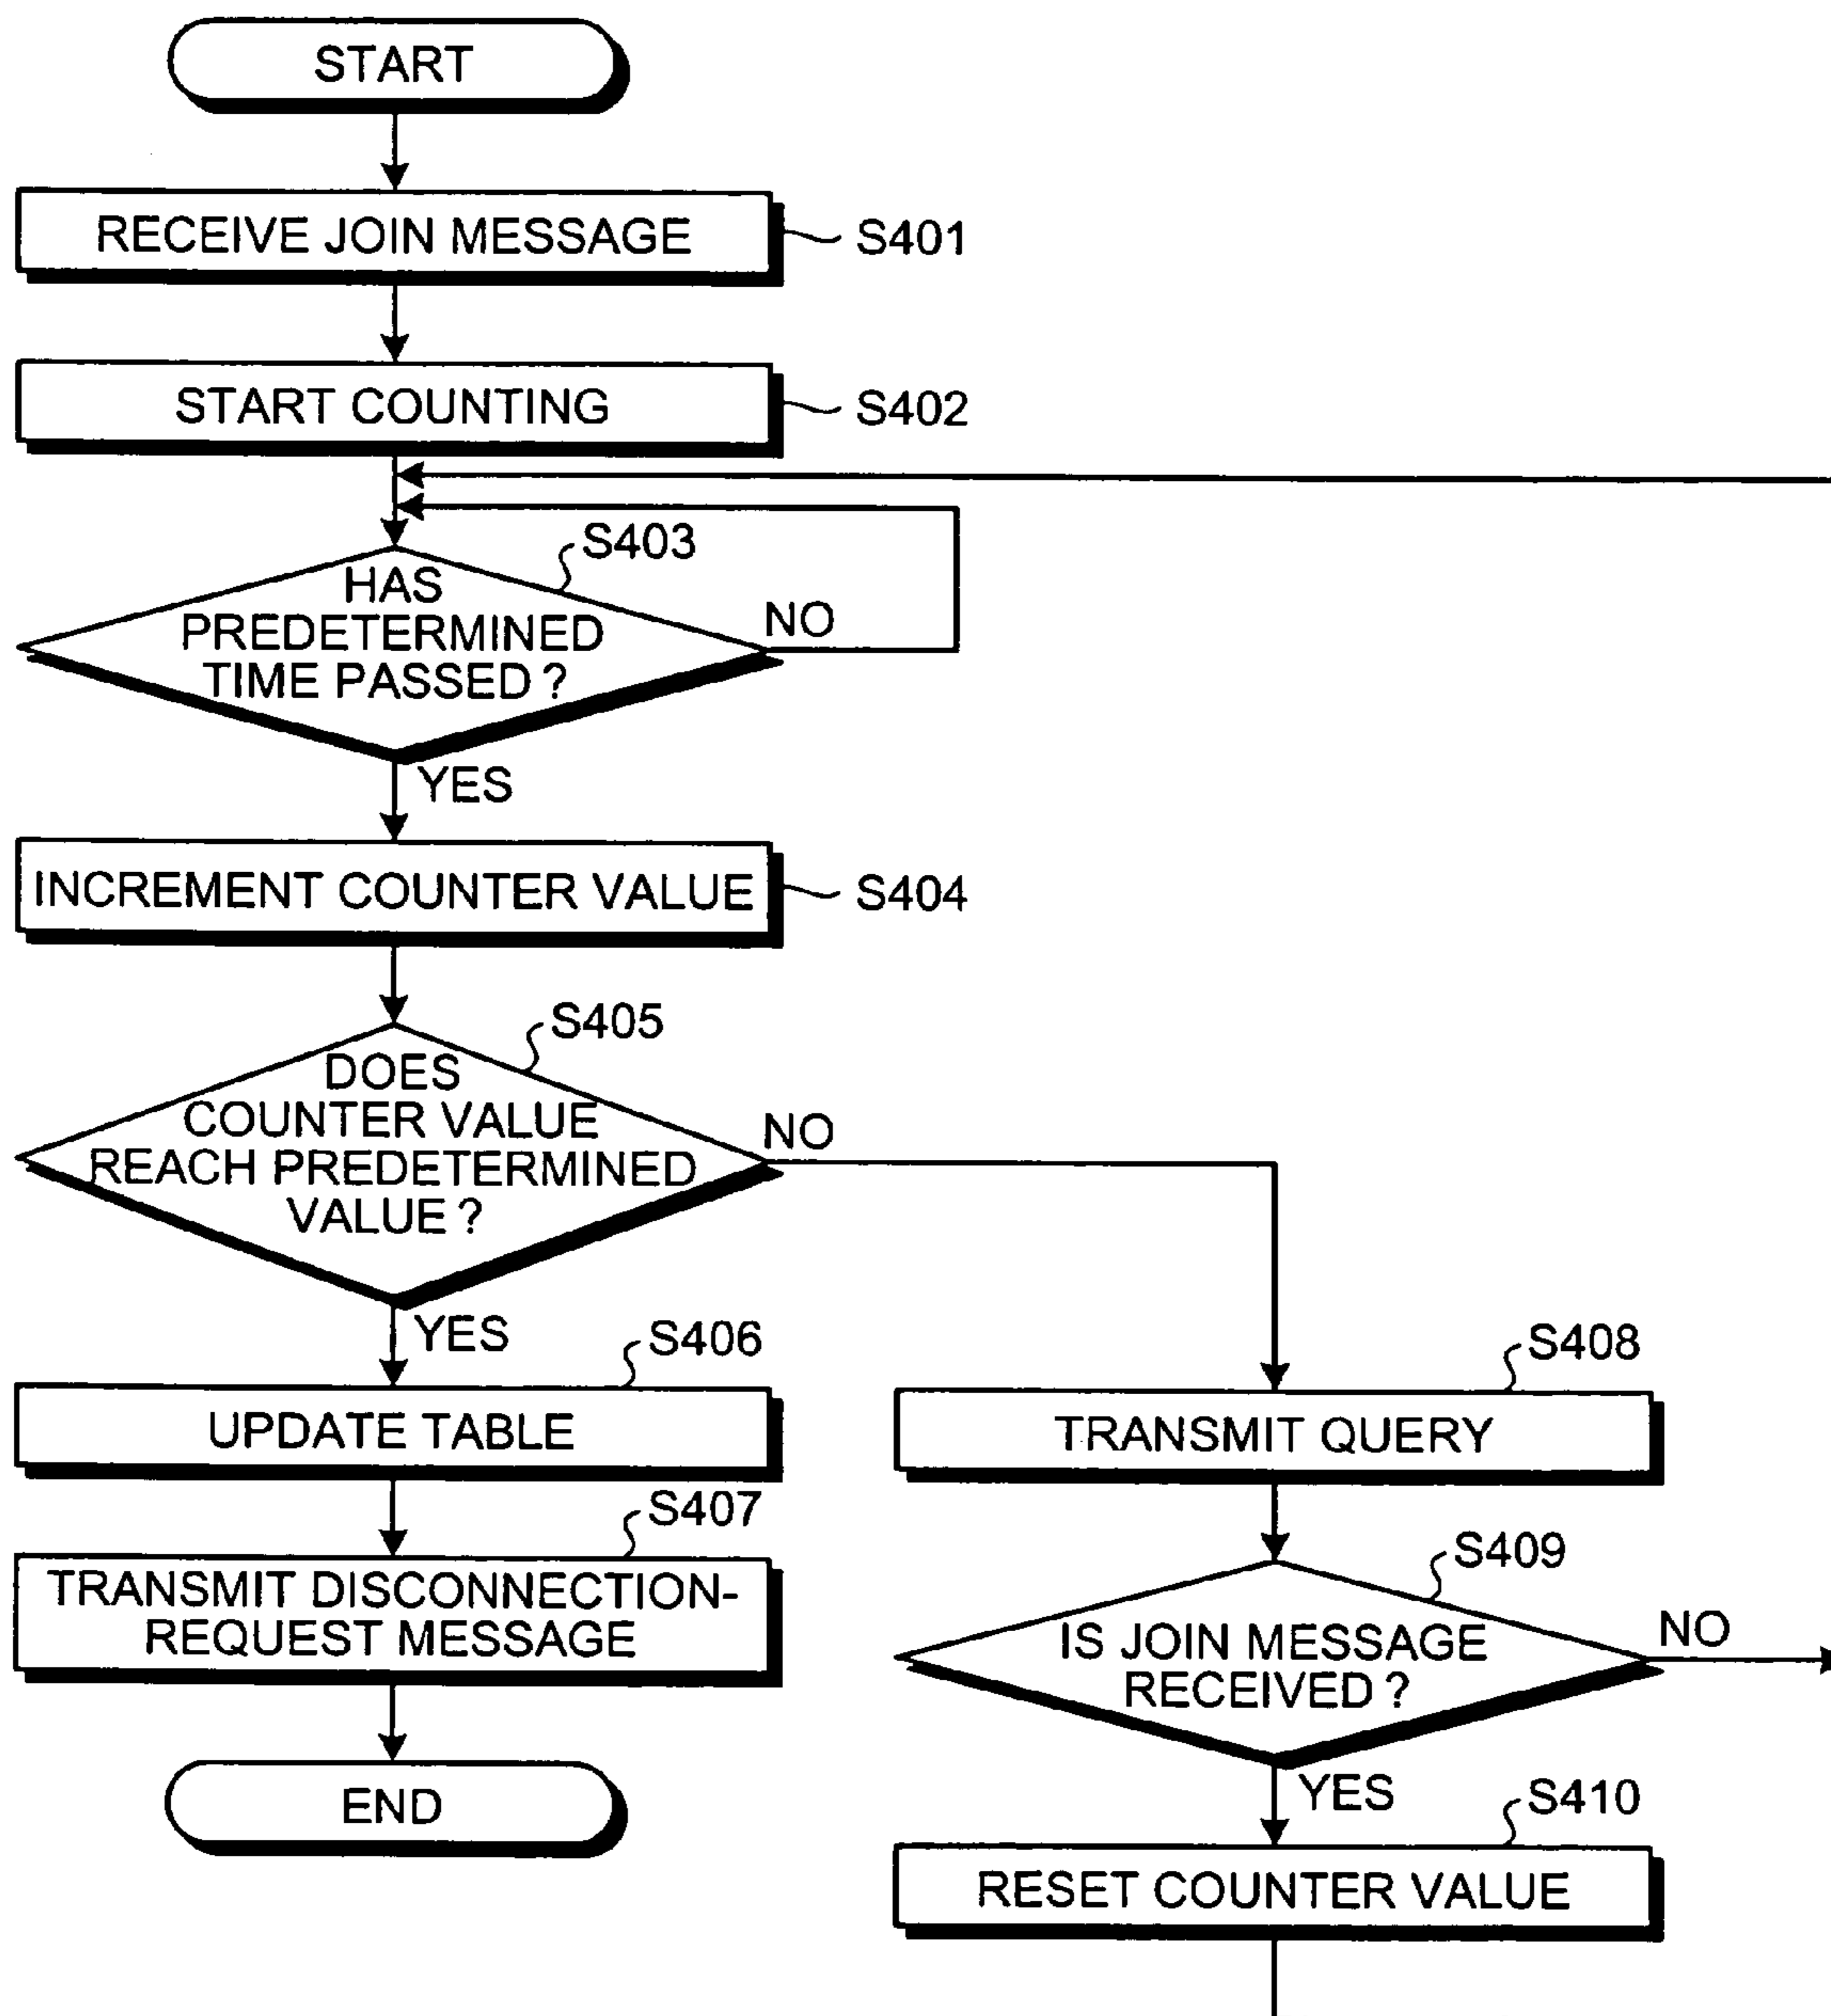 START
RECEIVE JOIN MESSAGE
S401
START COUNTING
S402
S403
HAS
PREDETERMINED
TIME PASSED ?
NO
YES
INCREMENT COUNTER VALUE
S404
S405
DOES
COUNTER VALUE
REACH PREDETERMINED
VALUE ?
NO
YES
S406
UPDATE TABLE
S407
TRANSMIT DISCONNECTION-
REQUEST MESSAGE
END
S408
TRANSMIT QUERY
S409
IS JOIN MESSAGE
RECEIVED ?
NO
YES
S410
RESET COUNTER VALUE